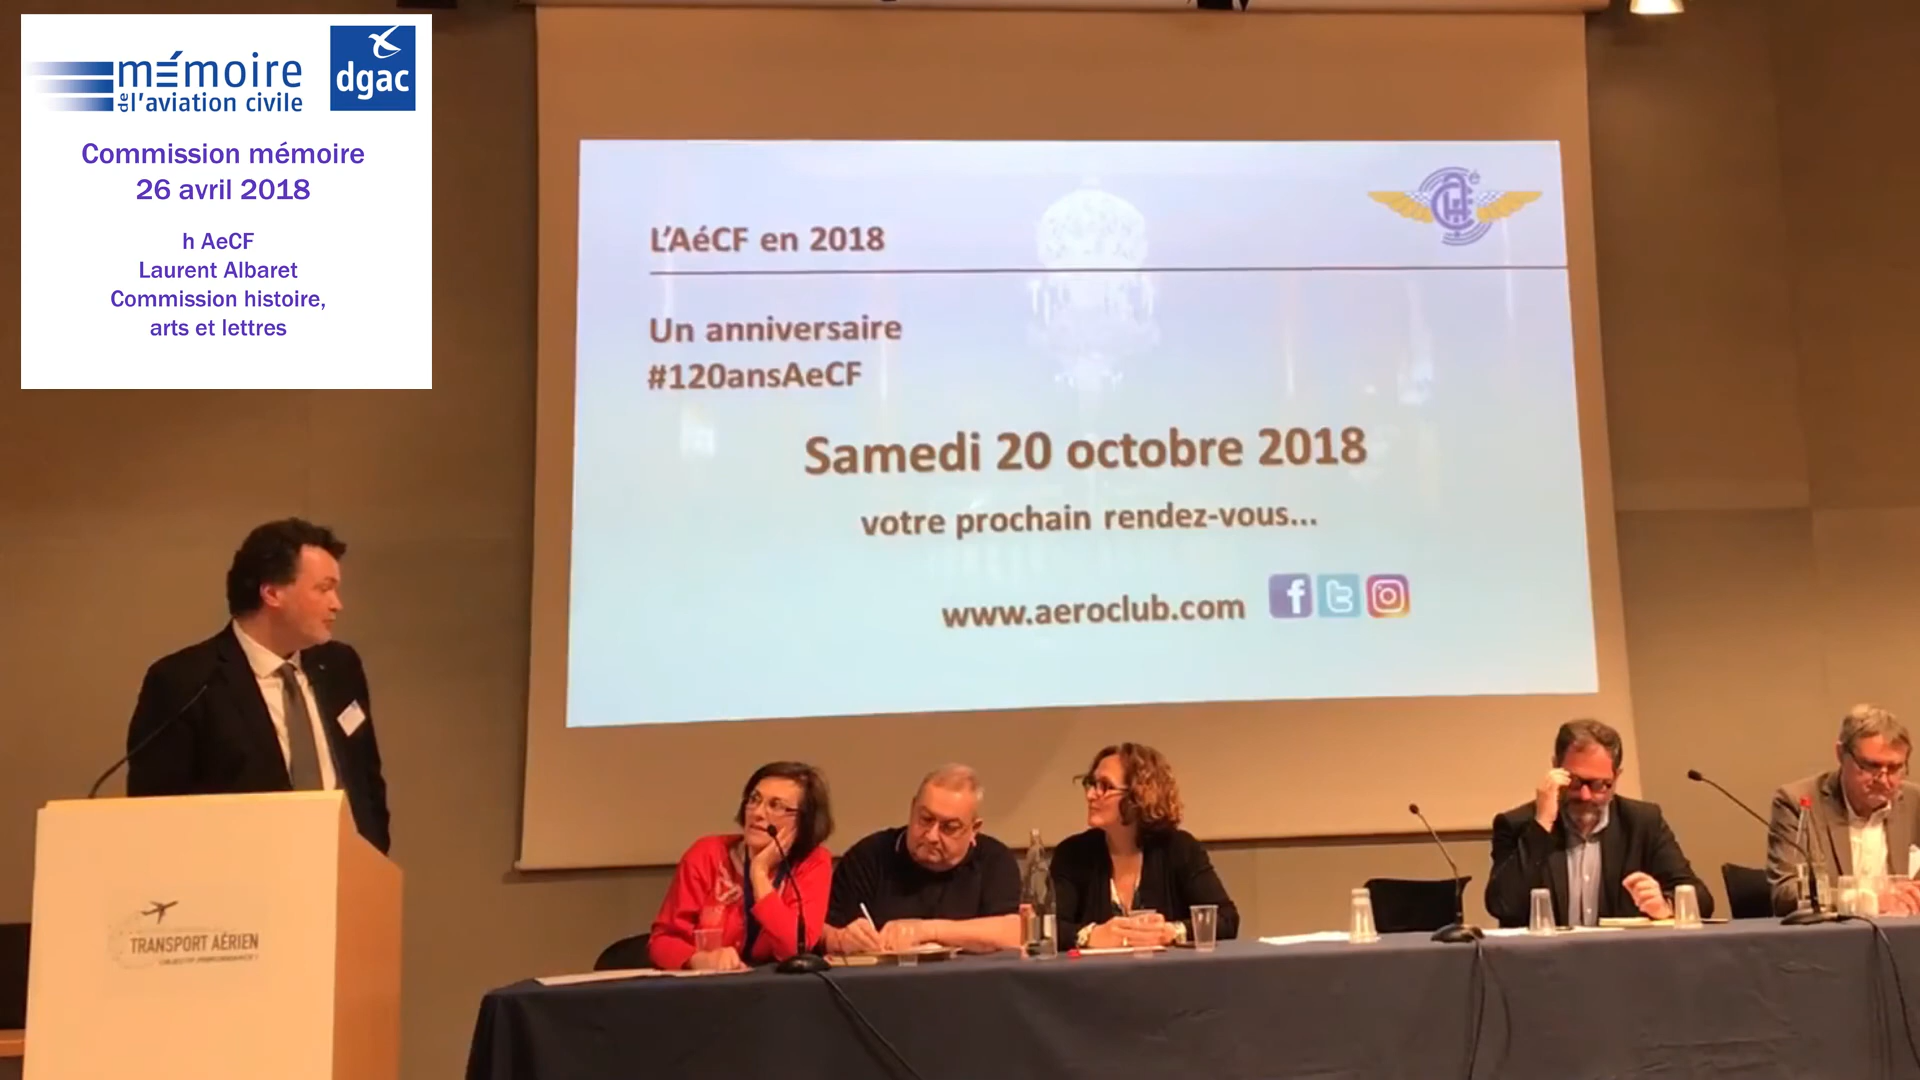 mémoire
de l'aviation civile
dgac
Commission mémoire
26 avril 2018
h AeCF
Laurent Albaret
Commission histoire,
arts et lettres
L'AéCF en 2018
Un anniversaire
#120ansAeCF
Samedi 20 octobre 2018
votre prochain rendez-vous...
www.aeroclub.com
TRANSPORT AÉRIEN